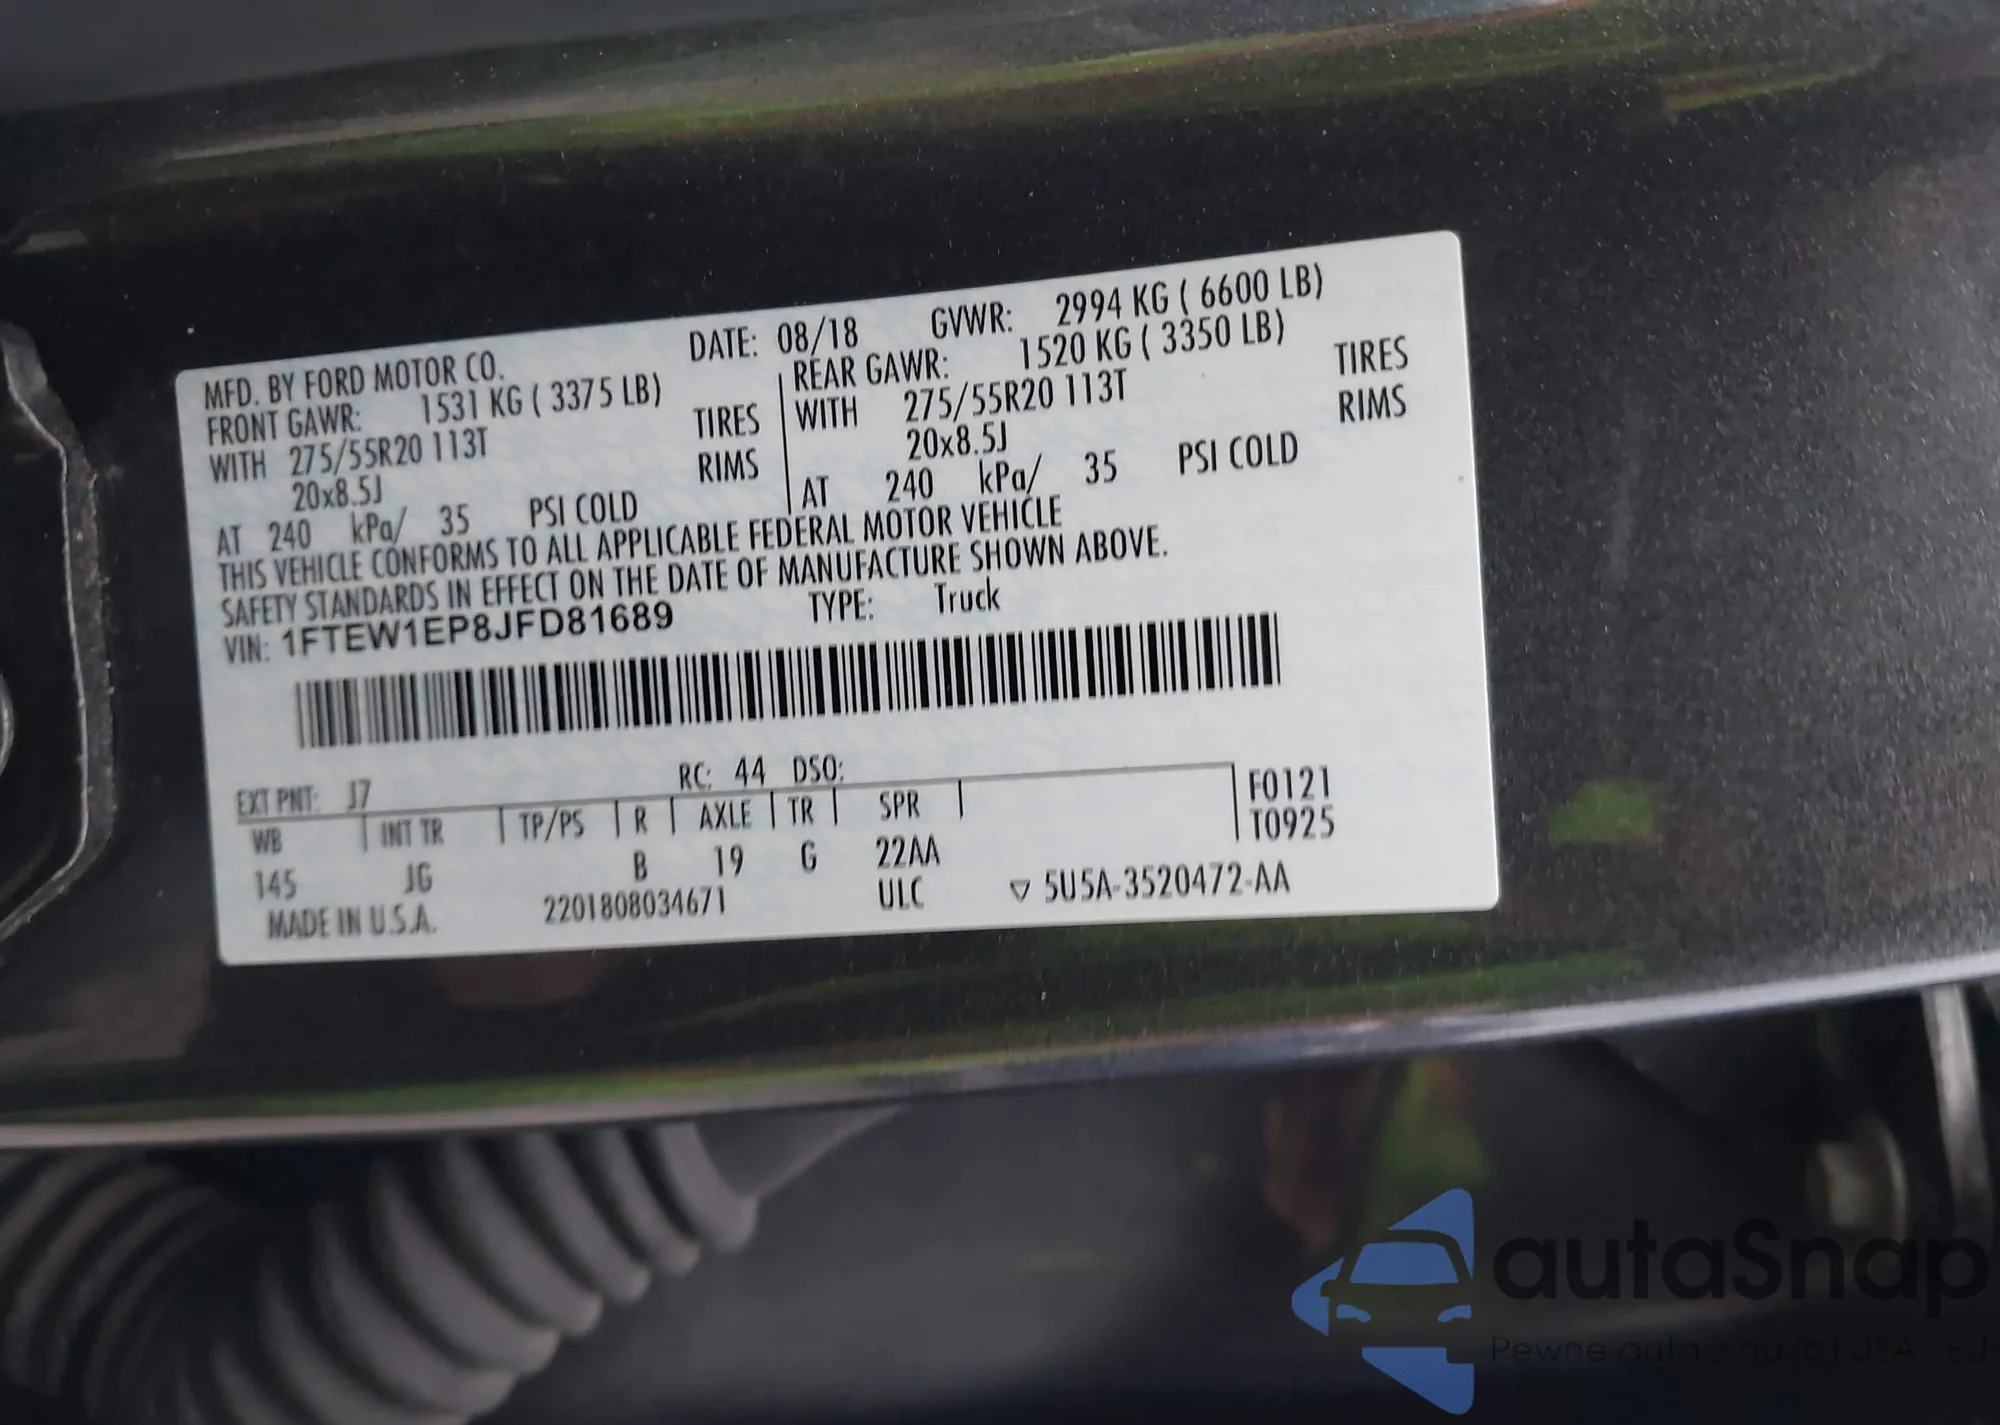 MFD. BY FORD MOTOR CO. DATE: 08/18 GVWR: 2994 KG ( 6600 LB)
FRONT GAWR: 1531 KG ( 3375 LB) REAR GAWR: 1520 KG ( 3350 LB)
WITH 275/55R20 113T TIRES WITH 275/55R20 113T TIRES
20x8.5J RIMS 20x8.5J RIMS
AT 240 kPa/ 35 PSI COLD AT 240 kPa/ 35 PSI COLD
THIS VEHICLE CONFORMS TO ALL APPLICABLE FEDERAL MOTOR VEHICLE
SAFETY STANDARDS IN EFFECT ON THE DATE OF MANUFACTURE SHOWN ABOVE.
VIN: 1FTEW1EP8JFD81689 TYPE: Truck
EXT PNT: J7 RC: 44 DSO: F0121
WB INT TR TP/PS R AXLE TR SPR T0925
145 JG B 19 G 22AA
MADE IN U.S.A. 2201808034671 ULC ▽ 5U5A-3520472-AA
autaSnap
Pewne auta z aukcji USA